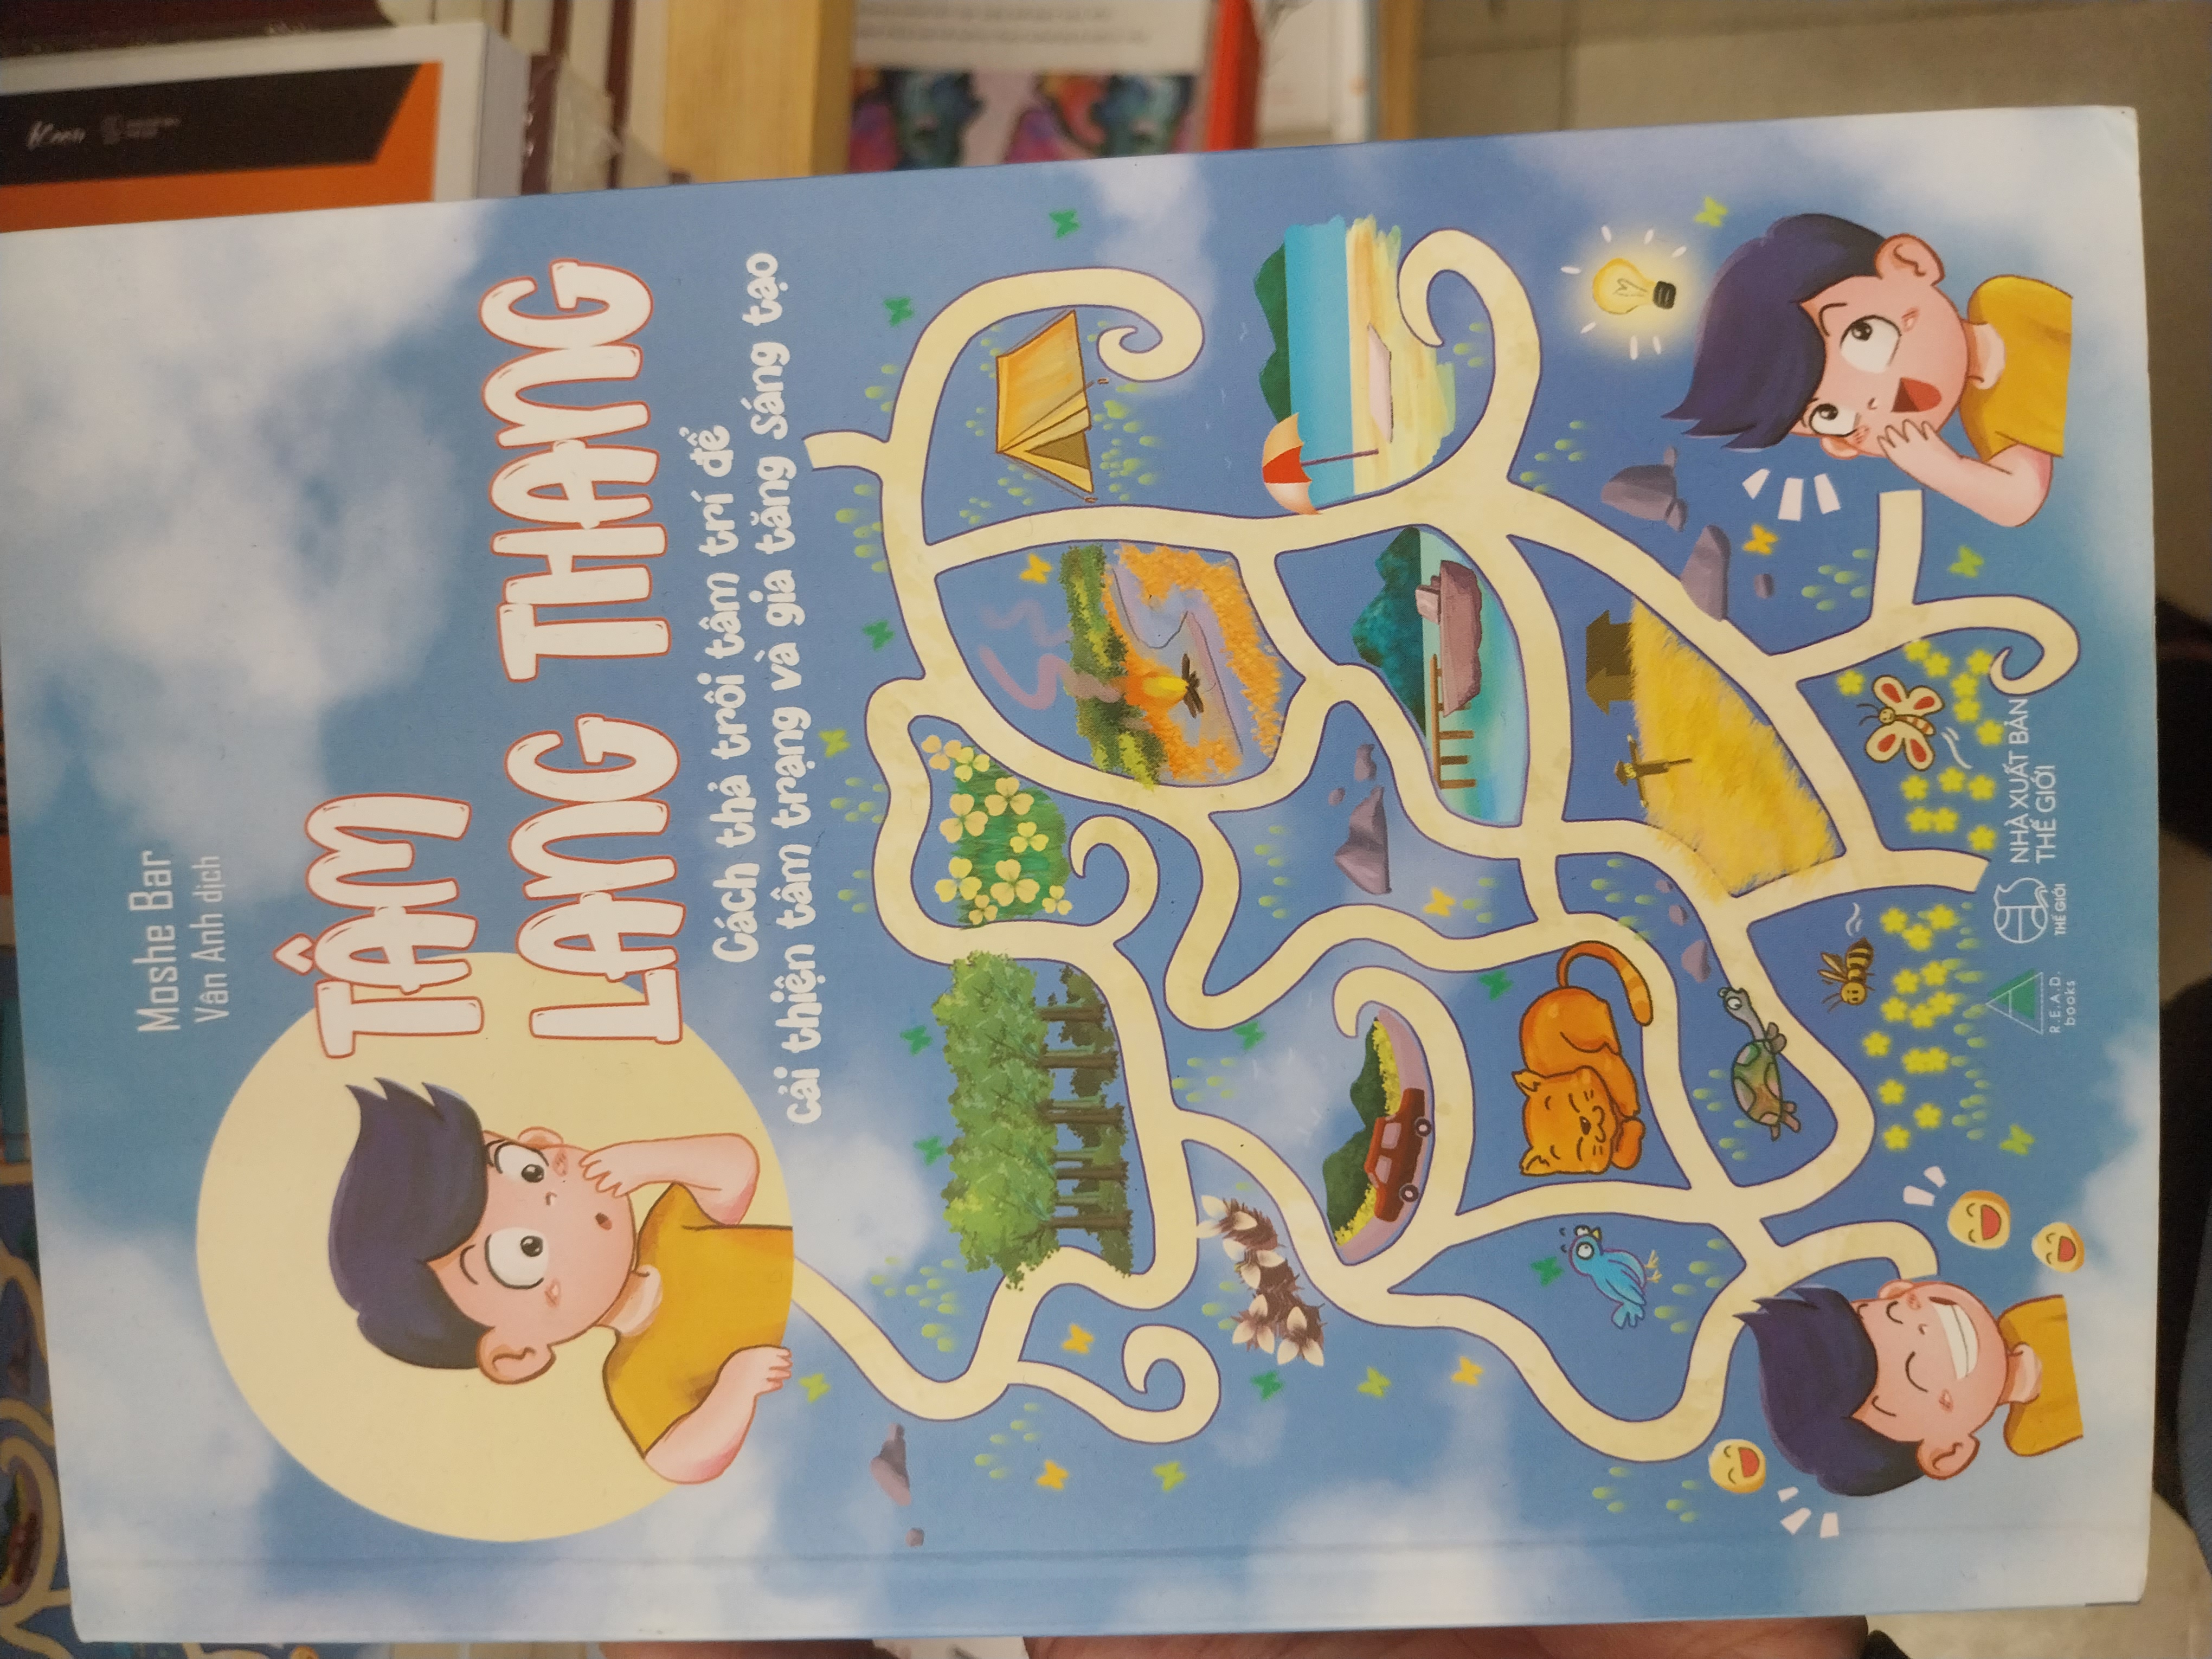 Moshe Bar
Vân Anh dịch
TÂM
LANG THANG
Cách thả trôi tâm trí để
cải thiện tâm trạng và gia tăng sáng tạo
R.E.A.D.
books
THẾ GIỚI
NHÀ XUẤT BẢN
THẾ GIỚI